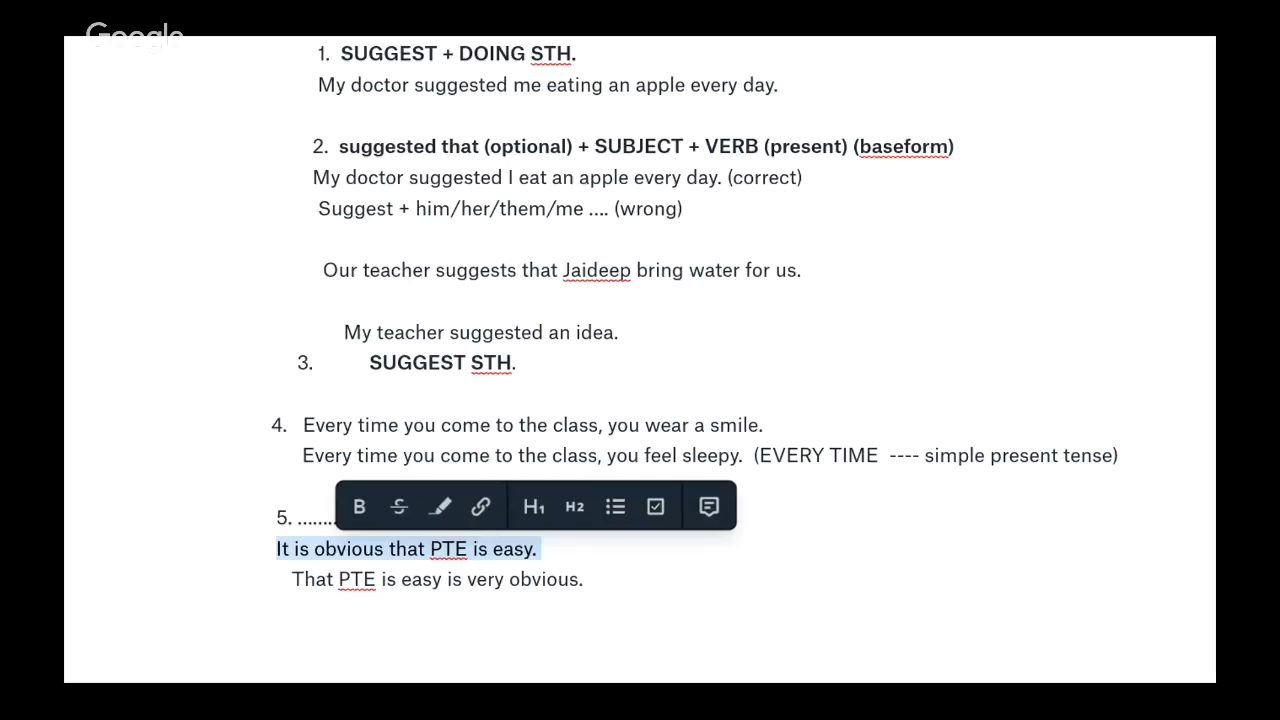 Google
1. SUGGEST + DOING STH.
My doctor suggested me eating an apple every day.
2. suggested that (optional) + SUBJECT + VERB (present) (baseform)
My doctor suggested I eat an apple every day. (correct)
Suggest + him/her/them/me .... (wrong)
Our teacher suggests that Jaideep bring water for us.
My teacher suggested an idea.
3. SUGGEST STH.
4. Every time you come to the class, you wear a smile.
Every time you come to the class, you feel sleepy. (EVERY TIME ---- simple present tense)
B S H1 H2
5. ........
It is obvious that PTE is easy.
That PTE is easy is very obvious.